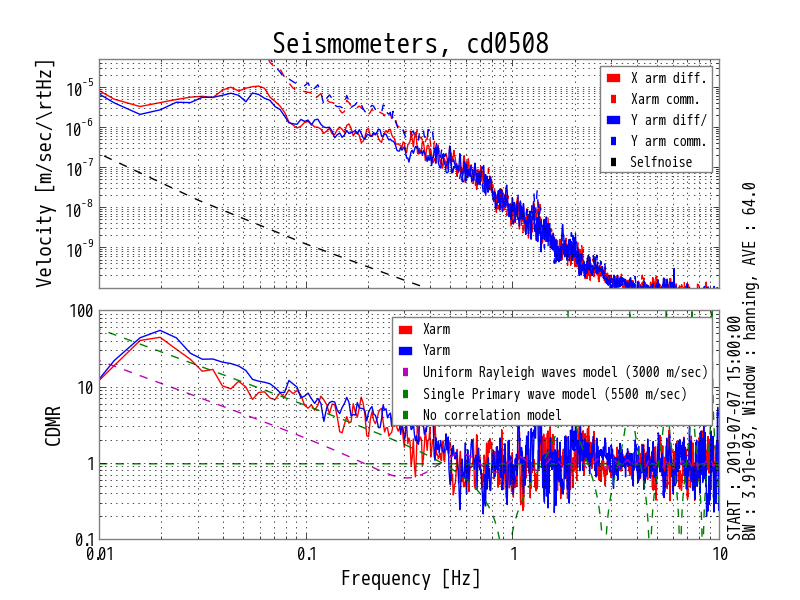 Seismometers, cd0508
Velocity [m/sec/\rtHz]
10^-5
10^-6
10^-7
10^-8
10^-9
X arm diff.
Xarm comm.
Y arm diff/
Y arm comm.
Selfnoise
CDMR
100
10
1
0.1
Xarm
Yarm
Uniform Rayleigh waves model (3000 m/sec)
Single Primary wave model (5500 m/sec)
No correlation model
0.01
0.1
1
10
Frequency [Hz]
START : 2019-07-07 15:00:00
BW : 3.91e-03, Window : hanning, AVE : 64.0